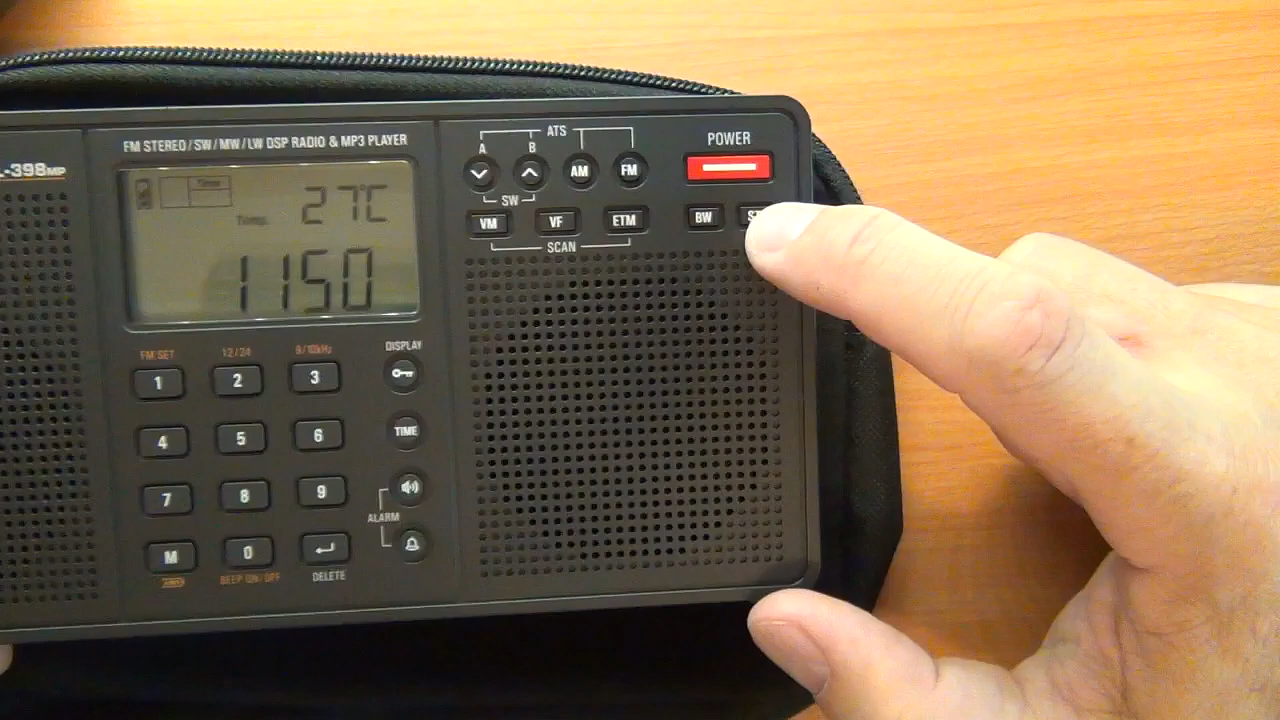 FM STEREO/SW/MW/LW DSP RADIO & MP3 PLAYER
L-398MP
Time
Temp.
27°C
1150
ATS
A B
AM FM
SW
POWER
VM VF ETM
SCAN
BW
FM SET 12/24 9/10kHz
1 2 3
DISPLAY
4 5 6
TIME
7 8 9
ALARM
M 0
BEEP ON/OFF
DELETE